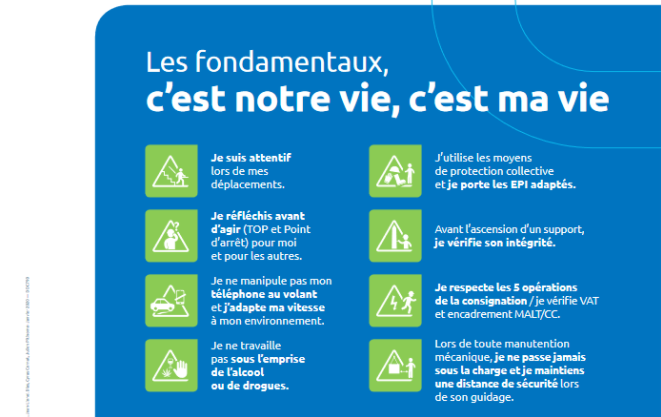 Les fondamentaux,
c'est notre vie, c'est ma vie
Je suis attentif
lors de mes
déplacements.
Je réfléchis avant
d'agir (TOP et Point
d'arrêt) pour moi
et pour les autres.
Je ne manipule pas mon
téléphone au volant
et j'adapte ma vitesse
à mon environnement.
Je ne travaille
pas sous l'emprise
de l'alcool
ou de drogues.
J'utilise les moyens
de protection collective
et je porte les EPI adaptés.
Avant l'ascension d'un support,
je vérifie son intégrité.
Je respecte les 5 opérations
de la consignation / je vérifie VAT
et encadrement MALT/CC.
Lors de toute manutention
mécanique, je ne passe jamais
sous la charge et je maintiens
une distance de sécurité lors
de son guidage.